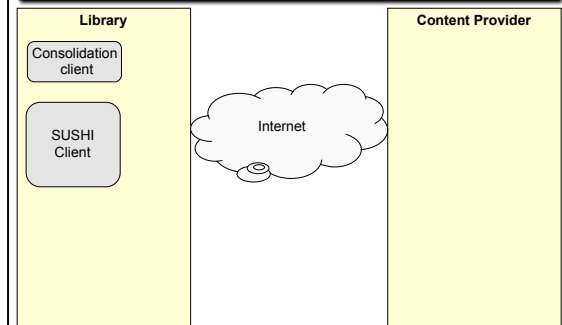 Library
Content Provider
Consolidation
client
Internet
SUSHI
Client